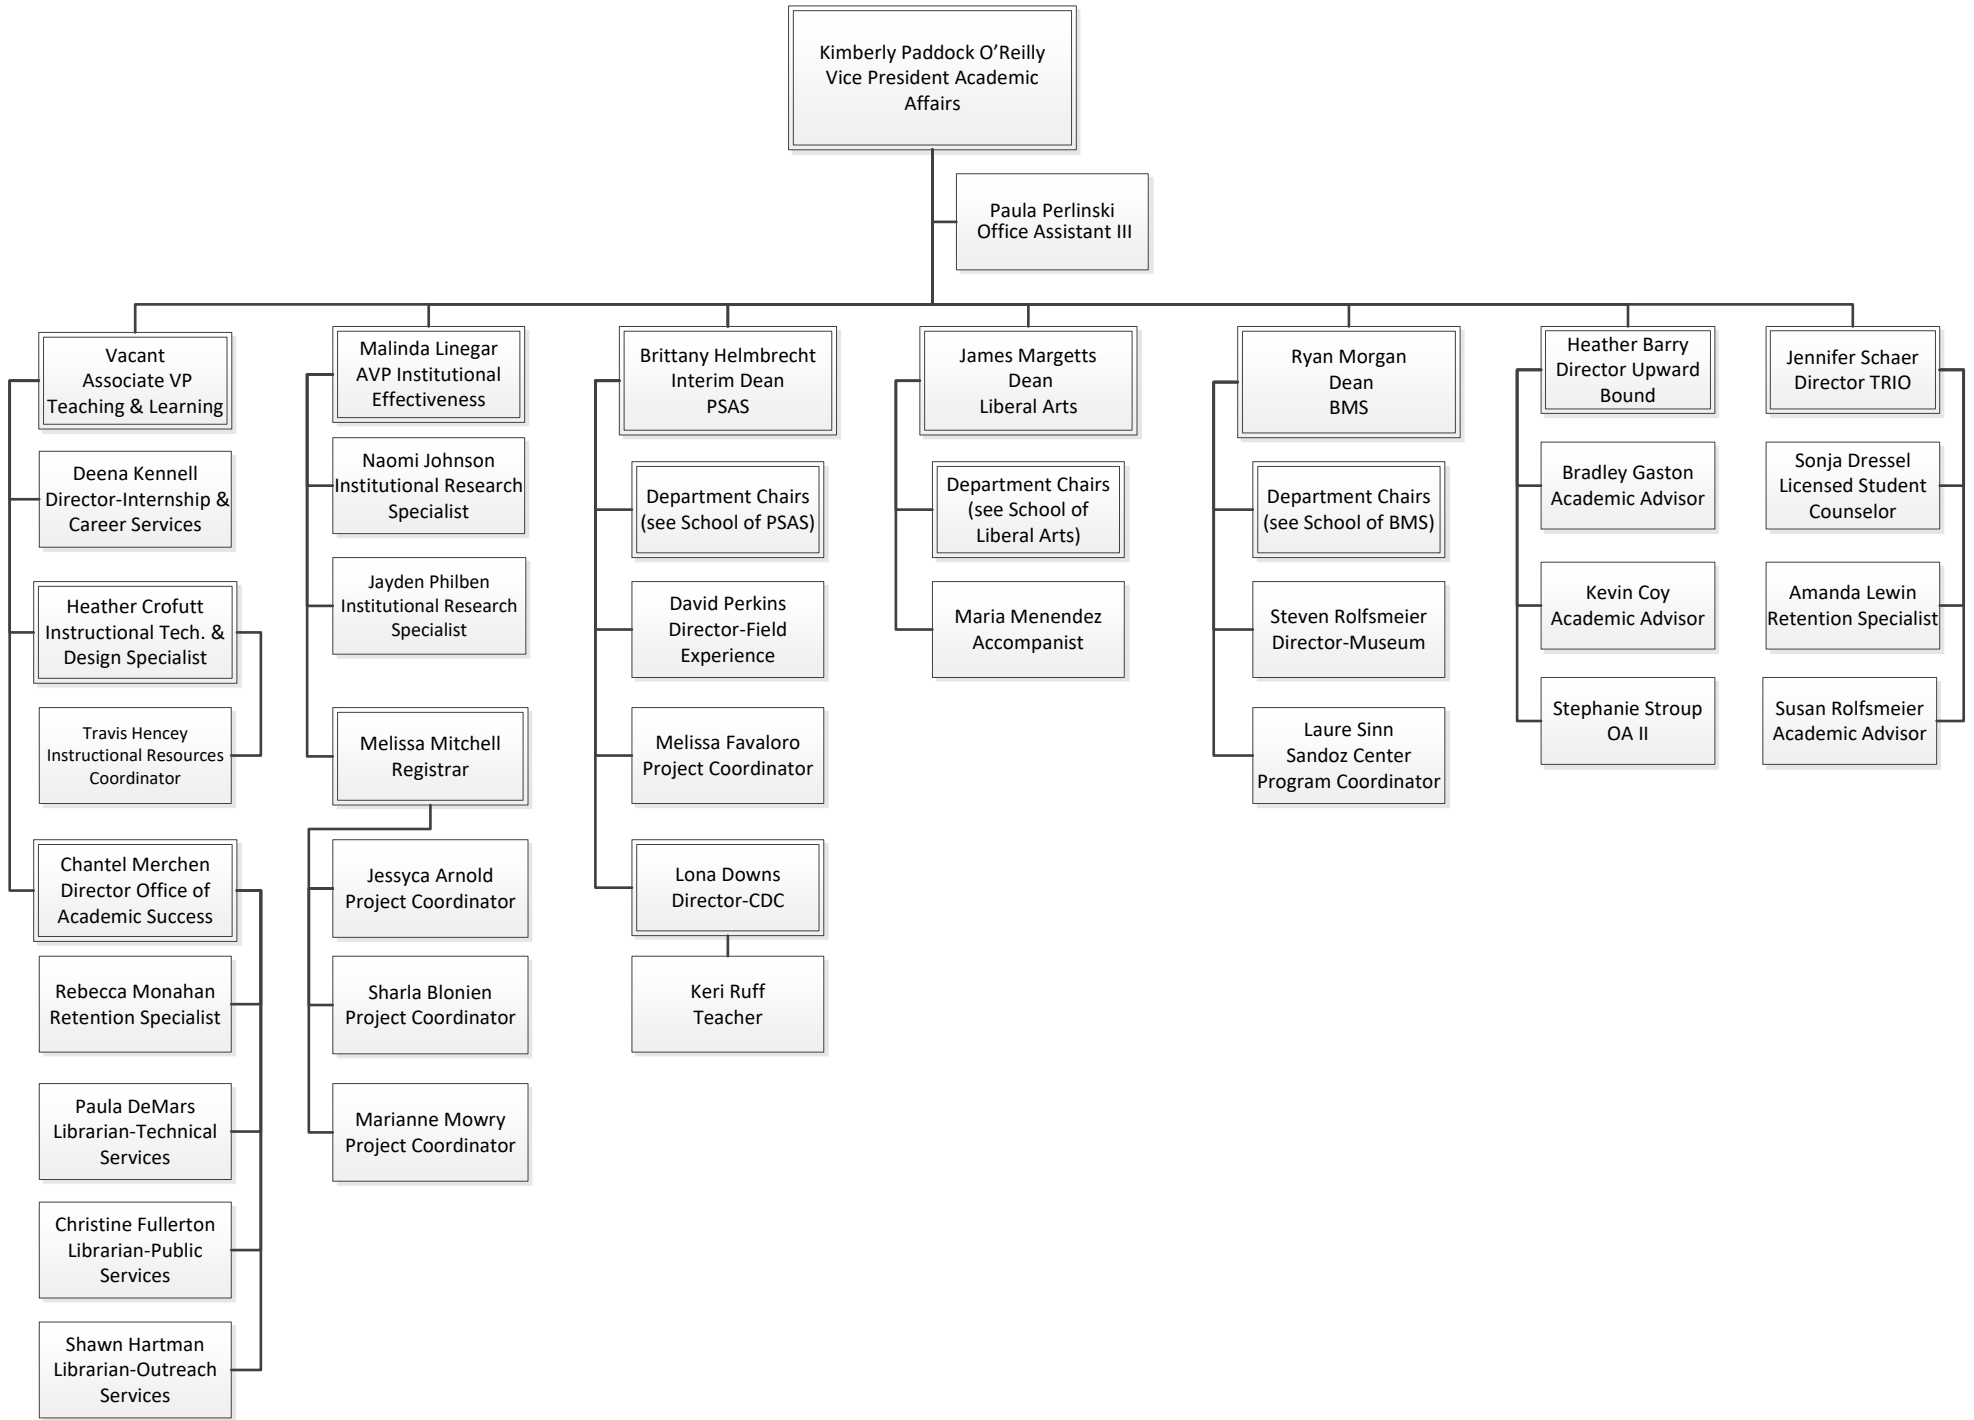 Kimberly Paddock O’Reilly
Vice President Academic
Affairs
Paula Perlinski
Office Assistant III
Vacant
Associate VP
Teaching & Learning
Deena Kennell
Director-Internship &
Career Services
Heather Crofutt
Instructional Tech. &
Design Specialist
Travis Hencey
Instructional Resources
Coordinator
Chantel Merchen
Director Office of
Academic Success
Rebecca Monahan
Retention Specialist
Paula DeMars
Librarian-Technical
Services
Christine Fullerton
Librarian-Public
Services
Shawn Hartman
Librarian-Outreach
Services
Malinda Linegar
AVP Institutional
Effectiveness
Naomi Johnson
Institutional Research
Specialist
Jayden Philben
Institutional Research
Specialist
Melissa Mitchell
Registrar
Jessyca Arnold
Project Coordinator
Sharla Blonien
Project Coordinator
Marianne Mowry
Project Coordinator
Brittany Helmbrecht
Interim Dean
PSAS
Department Chairs
(see School of PSAS)
David Perkins
Director-Field
Experience
Melissa Favaloro
Project Coordinator
Lona Downs
Director-CDC
Keri Ruff
Teacher
James Margetts
Dean
Liberal Arts
Department Chairs
(see School of
Liberal Arts)
Maria Menendez
Accompanist
Ryan Morgan
Dean
BMS
Department Chairs
(see School of BMS)
Steven Rolfsmeier
Director-Museum
Laure Sinn
Sandoz Center
Program Coordinator
Heather Barry
Director Upward
Bound
Bradley Gaston
Academic Advisor
Kevin Coy
Academic Advisor
Stephanie Stroup
OA II
Jennifer Schaer
Director TRIO
Sonja Dressel
Licensed Student
Counselor
Amanda Lewin
Retention Specialist
Susan Rolfsmeier
Academic Advisor